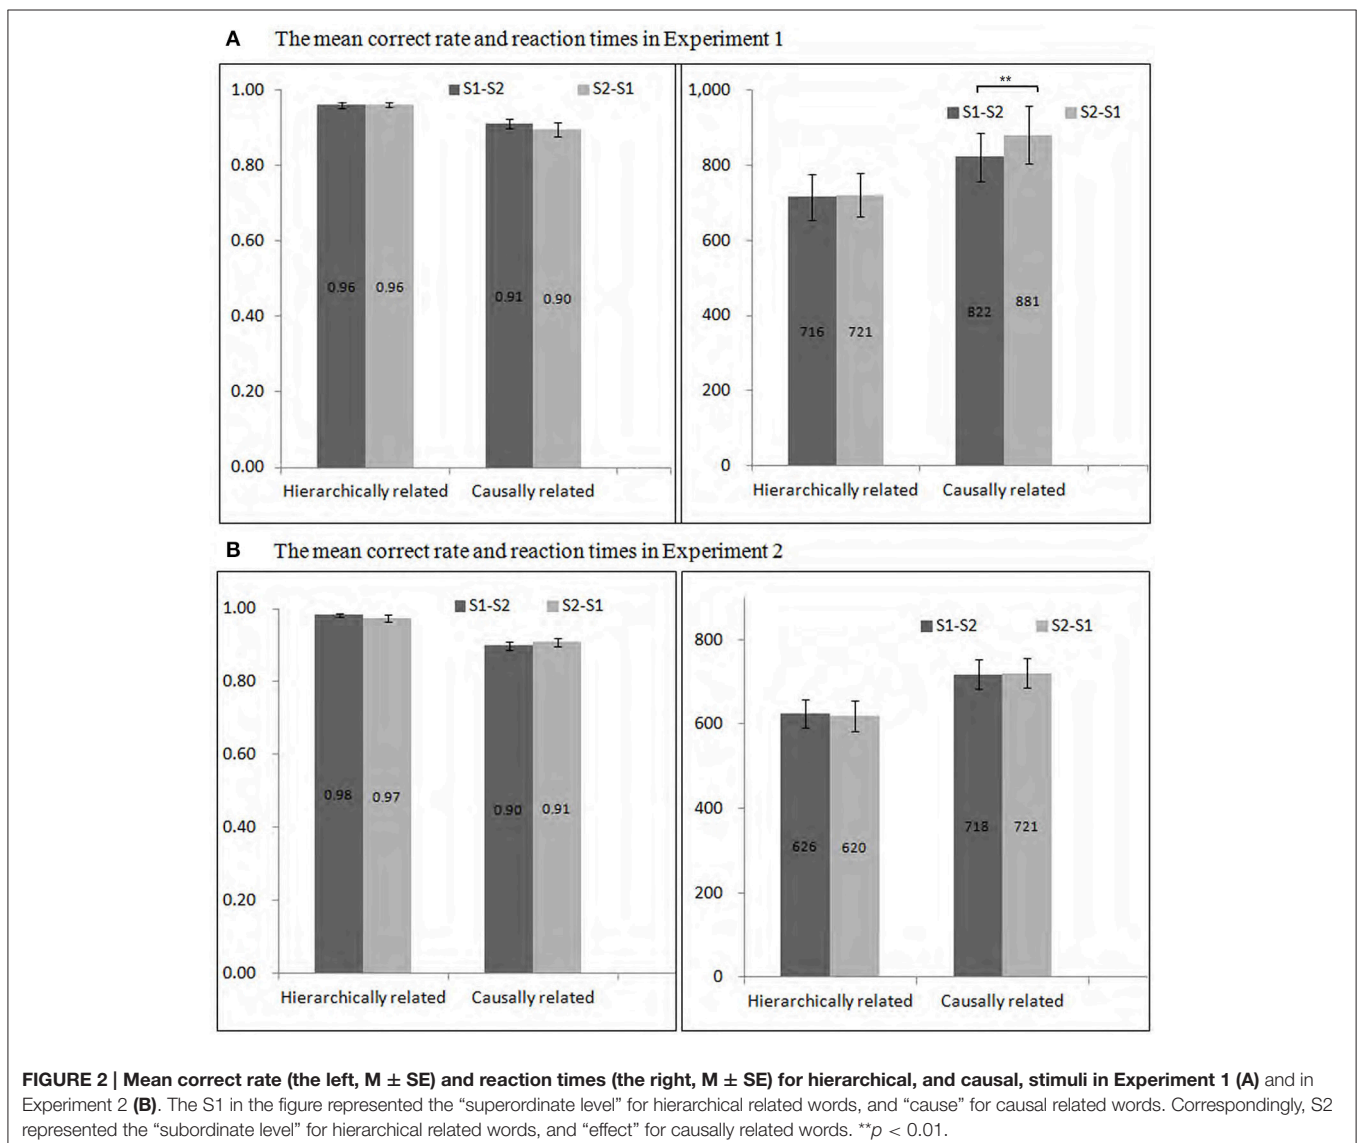 A The mean correct rate and reaction times in Experiment 1
S1-S2 S2-S1
1.00
0.80
0.60
0.40
0.20
0.00
0.96 0.96 0.91 0.90
Hierarchically related Causally related
**
S1-S2 S2-S1
1,000
800
600
400
200
0
716 721 822 881
Hierarchically related Causally related
B The mean correct rate and reaction times in Experiment 2
S1-S2 S2-S1
1.00
0.80
0.60
0.40
0.20
0.00
0.98 0.97 0.90 0.91
Hierarchically related Causally related
S1-S2 S2-S1
800
600
400
200
0
626 620 718 721
Hierarchically related Causally related
FIGURE 2 | Mean correct rate (the left, M ± SE) and reaction times (the right, M ± SE) for hierarchical, and causal, stimuli in Experiment 1 (A) and in
Experiment 2 (B). The S1 in the figure represented the “superordinate level” for hierarchical related words, and “cause” for causal related words. Correspondingly, S2
represented the “subordinate level” for hierarchical related words, and “effect” for causally related words. **p < 0.01.